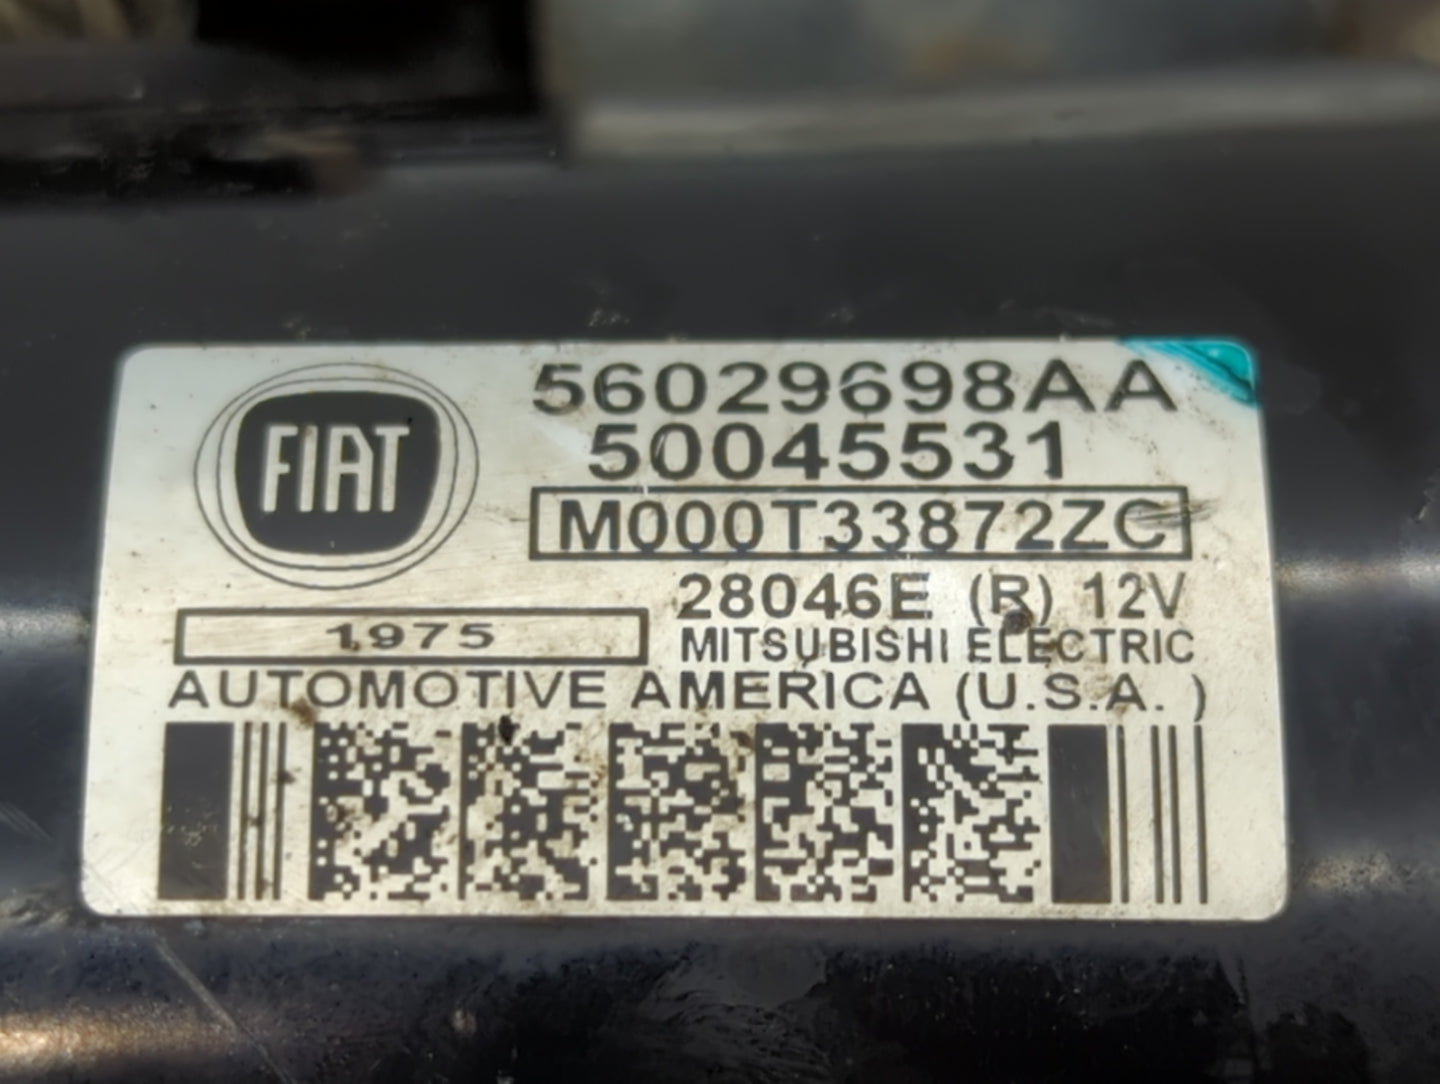 FIAT
56029698AA
50045531
M000T33872ZC
28046E (R) 12V
1975
MITSUBISHI ELECTRIC
AUTOMOTIVE AMERICA (U.S.A. )